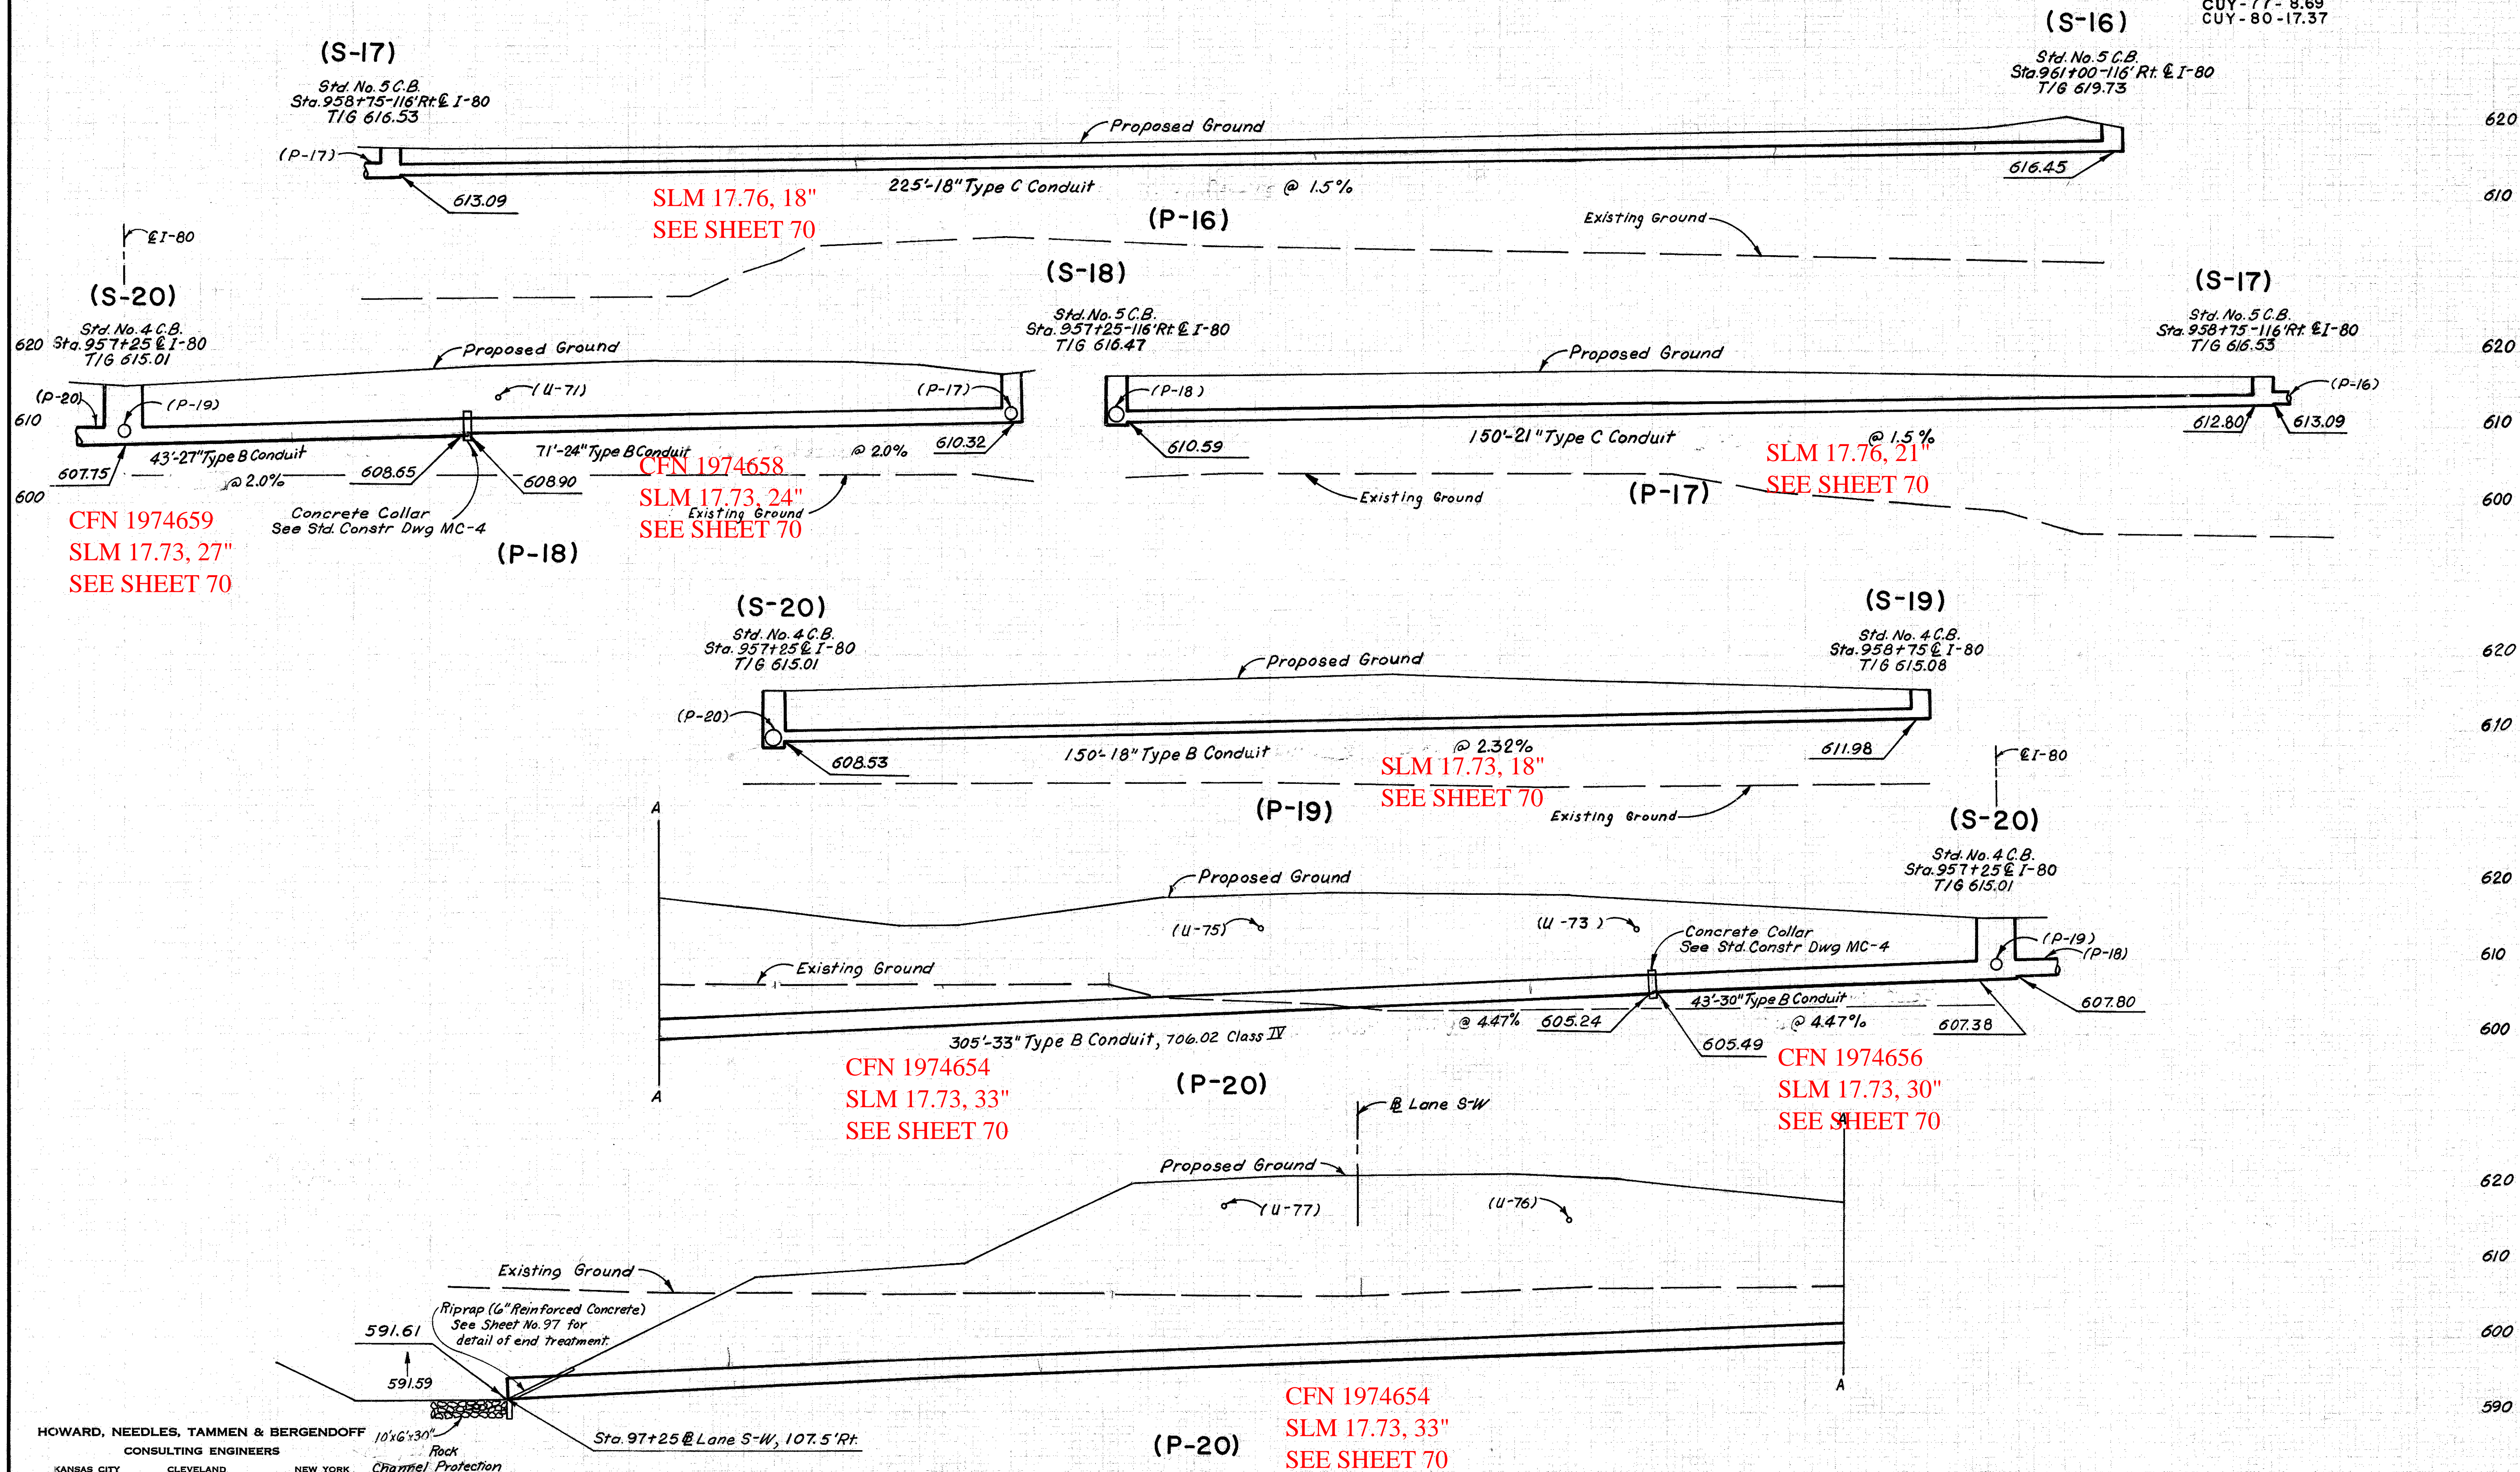 CUY-77-8.69
CUY-80-17.37
(S-17)
Std. No. 5 C.B.
Sta. 958+75-116' Rt. ℄ I-80
T/G 616.53
(S-16)
Std. No. 5 C.B.
Sta. 961+00-116' Rt. ℄ I-80
T/G 619.73
Proposed Ground
620
(P-17)
613.09
SLM 17.76, 18"
SEE SHEET 70
225'-18" Type C Conduit
@ 1.5%
616.45
610
(P-16)
Existing Ground
℄ I-80
(S-20)
Std. No. 4 C.B.
Sta. 957+25 ℄ I-80
T/G 615.01
(S-18)
Std. No. 5 C.B.
Sta. 957+25-116' Rt. ℄ I-80
T/G 616.47
(S-17)
Std. No. 5 C.B.
Sta. 958+75-116' Rt. ℄ I-80
T/G 616.53
620
Proposed Ground
Proposed Ground
620
(P-20)
(P-19)
(U-71)
(P-17)
(P-18)
(P-16)
610
43'-27" Type B Conduit
@ 2.0%
71'-24" Type B Conduit
@ 2.0%
610.32
610.59
150'-21" Type C Conduit
@ 1.5%
612.80
613.09
610
607.75
608.65
608.90
600
CFN 1974658
SLM 17.73, 24"
SEE SHEET 70
Existing Ground
Existing Ground
(P-17)
SLM 17.76, 21"
SEE SHEET 70
600
CFN 1974659
SLM 17.73, 27"
SEE SHEET 70
Concrete Collar
See Std. Constr Dwg MC-4
(P-18)
(S-20)
Std. No. 4 C.B.
Sta. 957+25 ℄ I-80
T/G 615.01
(S-19)
Std. No. 4 C.B.
Sta. 958+75 ℄ I-80
T/G 615.08
Proposed Ground
620
(P-20)
608.53
150'-18" Type B Conduit
@ 2.32%
611.98
610
SLM 17.73, 18"
SEE SHEET 70
(P-19)
Existing Ground
℄ I-80
(S-20)
Std. No. 4 C.B.
Sta. 957+25 ℄ I-80
T/G 615.01
A
Proposed Ground
620
(U-75)
(U-73)
Concrete Collar
See Std. Constr Dwg MC-4
(P-19)
(P-18)
610
Existing Ground
305'-33" Type B Conduit, 706.02 Class IV
@ 4.47%
605.24
43'-30" Type B Conduit
@ 4.47%
607.38
607.80
600
605.49
CFN 1974654
SLM 17.73, 33"
SEE SHEET 70
CFN 1974656
SLM 17.73, 30"
SEE SHEET 70
A
(P-20)
A
B Lane S-W
Proposed Ground
620
(U-77)
(U-76)
610
Existing Ground
Riprap (6" Reinforced Concrete)
See Sheet No. 97 for
detail of end treatment.
591.61
600
591.59
A
590
CFN 1974654
SLM 17.73, 33"
SEE SHEET 70
Sta. 97+25 B Lane S-W, 107.5' Rt.
(P-20)
10'x6'x30"
Rock
Channel Protection
HOWARD, NEEDLES, TAMMEN & BERGENDOFF
CONSULTING ENGINEERS
KANSAS CITY CLEVELAND NEW YORK